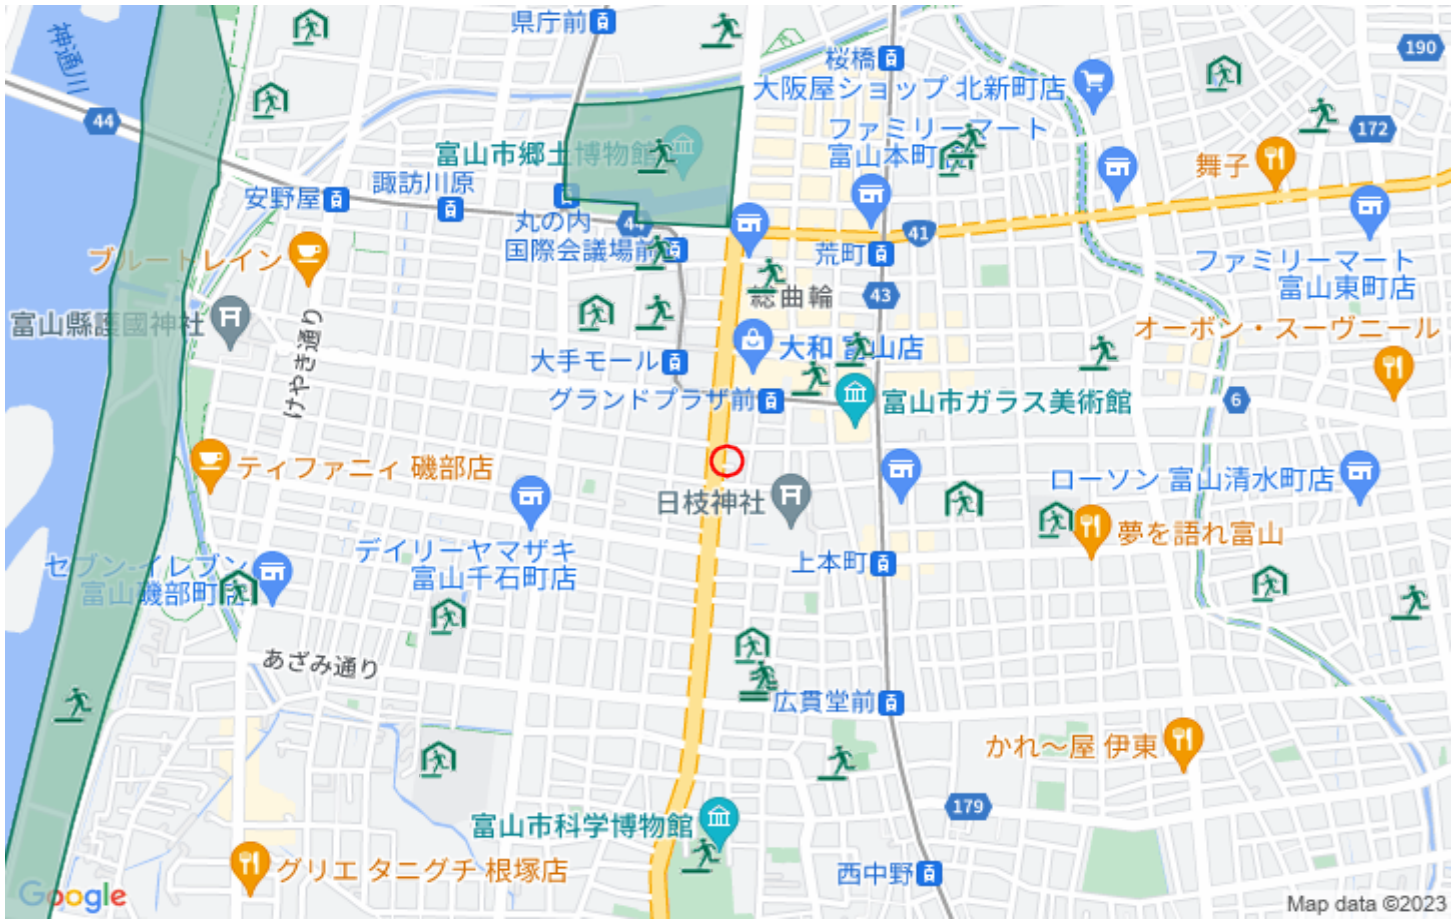 県庁前
神通川
桜橋
190
大阪屋ショップ 北新町店
44
172
ファミリーマート
富山本町店
富山市郷土博物館
舞子
諏訪川原
安野屋
丸の内
44
国際会議場前
41
荒町
ブルートレイン
ファミリーマート
富山東町店
総曲輪
43
富山縣護國神社
オーボン・スーヴニール
大和 富山店
大手モール
けやき通り
グランドプラザ前
富山市ガラス美術館
6
ティファニィ 磯部店
ローソン 富山清水町店
日枝神社
夢を語れ富山
デイリーヤマザキ
富山千石町店
上本町
セブン-イレブン
富山磯部町店
あざみ通り
広貫堂前
かれ〜屋 伊東
179
富山市科学博物館
グリエ タニグチ 根塚店
西中野
Google
Map data ©2023